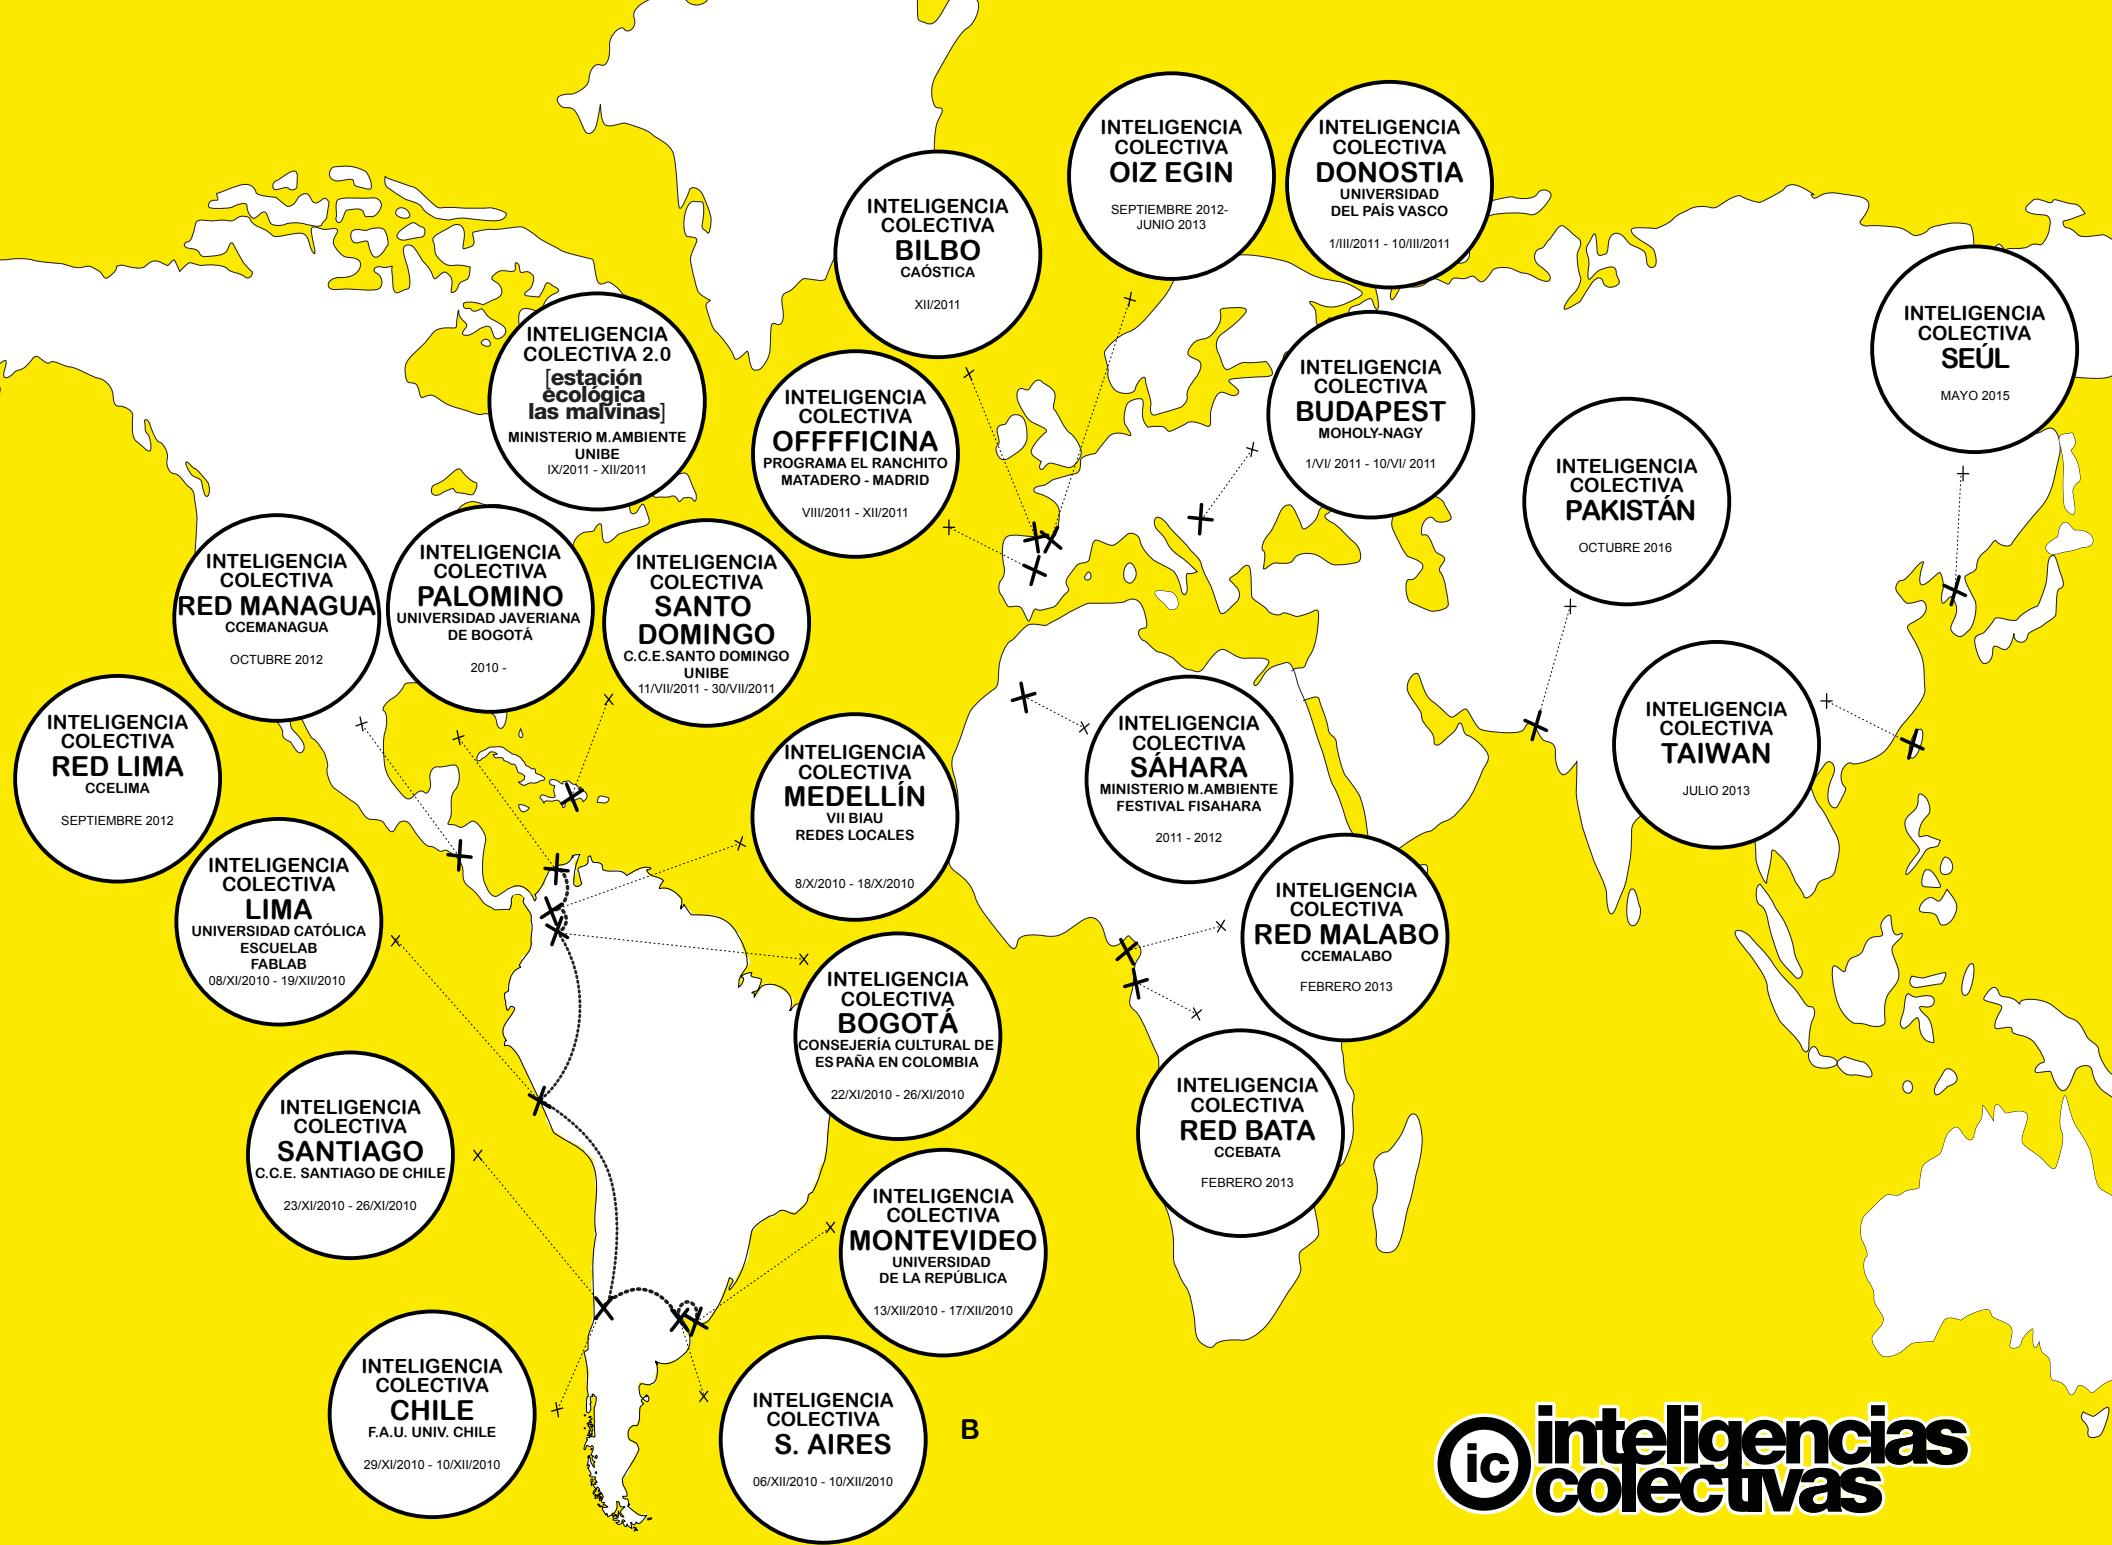 INTELIGENCIA
COLECTIVA
OIZ EGIN
SEPTIEMBRE 2012-
JUNIO 2013
INTELIGENCIA
COLECTIVA
DONOSTIA
UNIVERSIDAD
DEL PAÍS VASCO
1/III/2011 - 10/III/2011
INTELIGENCIA
COLECTIVA
BILBO
CAÓSTICA
XII/2011
INTELIGENCIA
COLECTIVA
SEÚL
MAYO 2015
INTELIGENCIA
COLECTIVA 2.0
[estación
ecológica
las malvinas]
MINISTERIO M.AMBIENTE
UNIBE
IX/2011 - XII/2011
INTELIGENCIA
COLECTIVA
OFFFFICINA
PROGRAMA EL RANCHITO
MATADERO - MADRID
VIII/2011 - XII/2011
INTELIGENCIA
COLECTIVA
BUDAPEST
MOHOLY-NAGY
1/VI/ 2011 - 10/VI/ 2011
INTELIGENCIA
COLECTIVA
PAKISTÁN
OCTUBRE 2016
INTELIGENCIA
COLECTIVA
RED MANAGUA
CCEMANAGUA
OCTUBRE 2012
INTELIGENCIA
COLECTIVA
PALOMINO
UNIVERSIDAD JAVERIANA
DE BOGOTÁ
2010 -
INTELIGENCIA
COLECTIVA
SANTO
DOMINGO
C.C.E.SANTO DOMINGO
UNIBE
11/VII/2011 - 30/VII/2011
INTELIGENCIA
COLECTIVA
RED LIMA
CCELIMA
SEPTIEMBRE 2012
INTELIGENCIA
COLECTIVA
MEDELLÍN
VII BIAU
REDES LOCALES
8/X/2010 - 18/X/2010
INTELIGENCIA
COLECTIVA
SÁHARA
MINISTERIO M.AMBIENTE
FESTIVAL FISAHARA
2011 - 2012
INTELIGENCIA
COLECTIVA
TAIWAN
JULIO 2013
INTELIGENCIA
COLECTIVA
LIMA
UNIVERSIDAD CATÓLICA
ESCUELAB
FABLAB
08/XI/2010 - 19/XII/2010
INTELIGENCIA
COLECTIVA
RED MALABO
CCEMALABO
FEBRERO 2013
INTELIGENCIA
COLECTIVA
BOGOTÁ
CONSEJERÍA CULTURAL DE
ESPAÑA EN COLOMBIA
22/XI/2010 - 26/XI/2010
INTELIGENCIA
COLECTIVA
RED BATA
CCEBATA
FEBRERO 2013
INTELIGENCIA
COLECTIVA
SANTIAGO
C.C.E. SANTIAGO DE CHILE
23/XI/2010 - 26/XI/2010
INTELIGENCIA
COLECTIVA
MONTEVIDEO
UNIVERSIDAD
DE LA REPÚBLICA
13/XII/2010 - 17/XII/2010
INTELIGENCIA
COLECTIVA
CHILE
F.A.U. UNIV. CHILE
29/XI/2010 - 10/XII/2010
INTELIGENCIA
COLECTIVA
S. AIRES
06/XII/2010 - 10/XII/2010
B
ic
inteligencias
colectivas